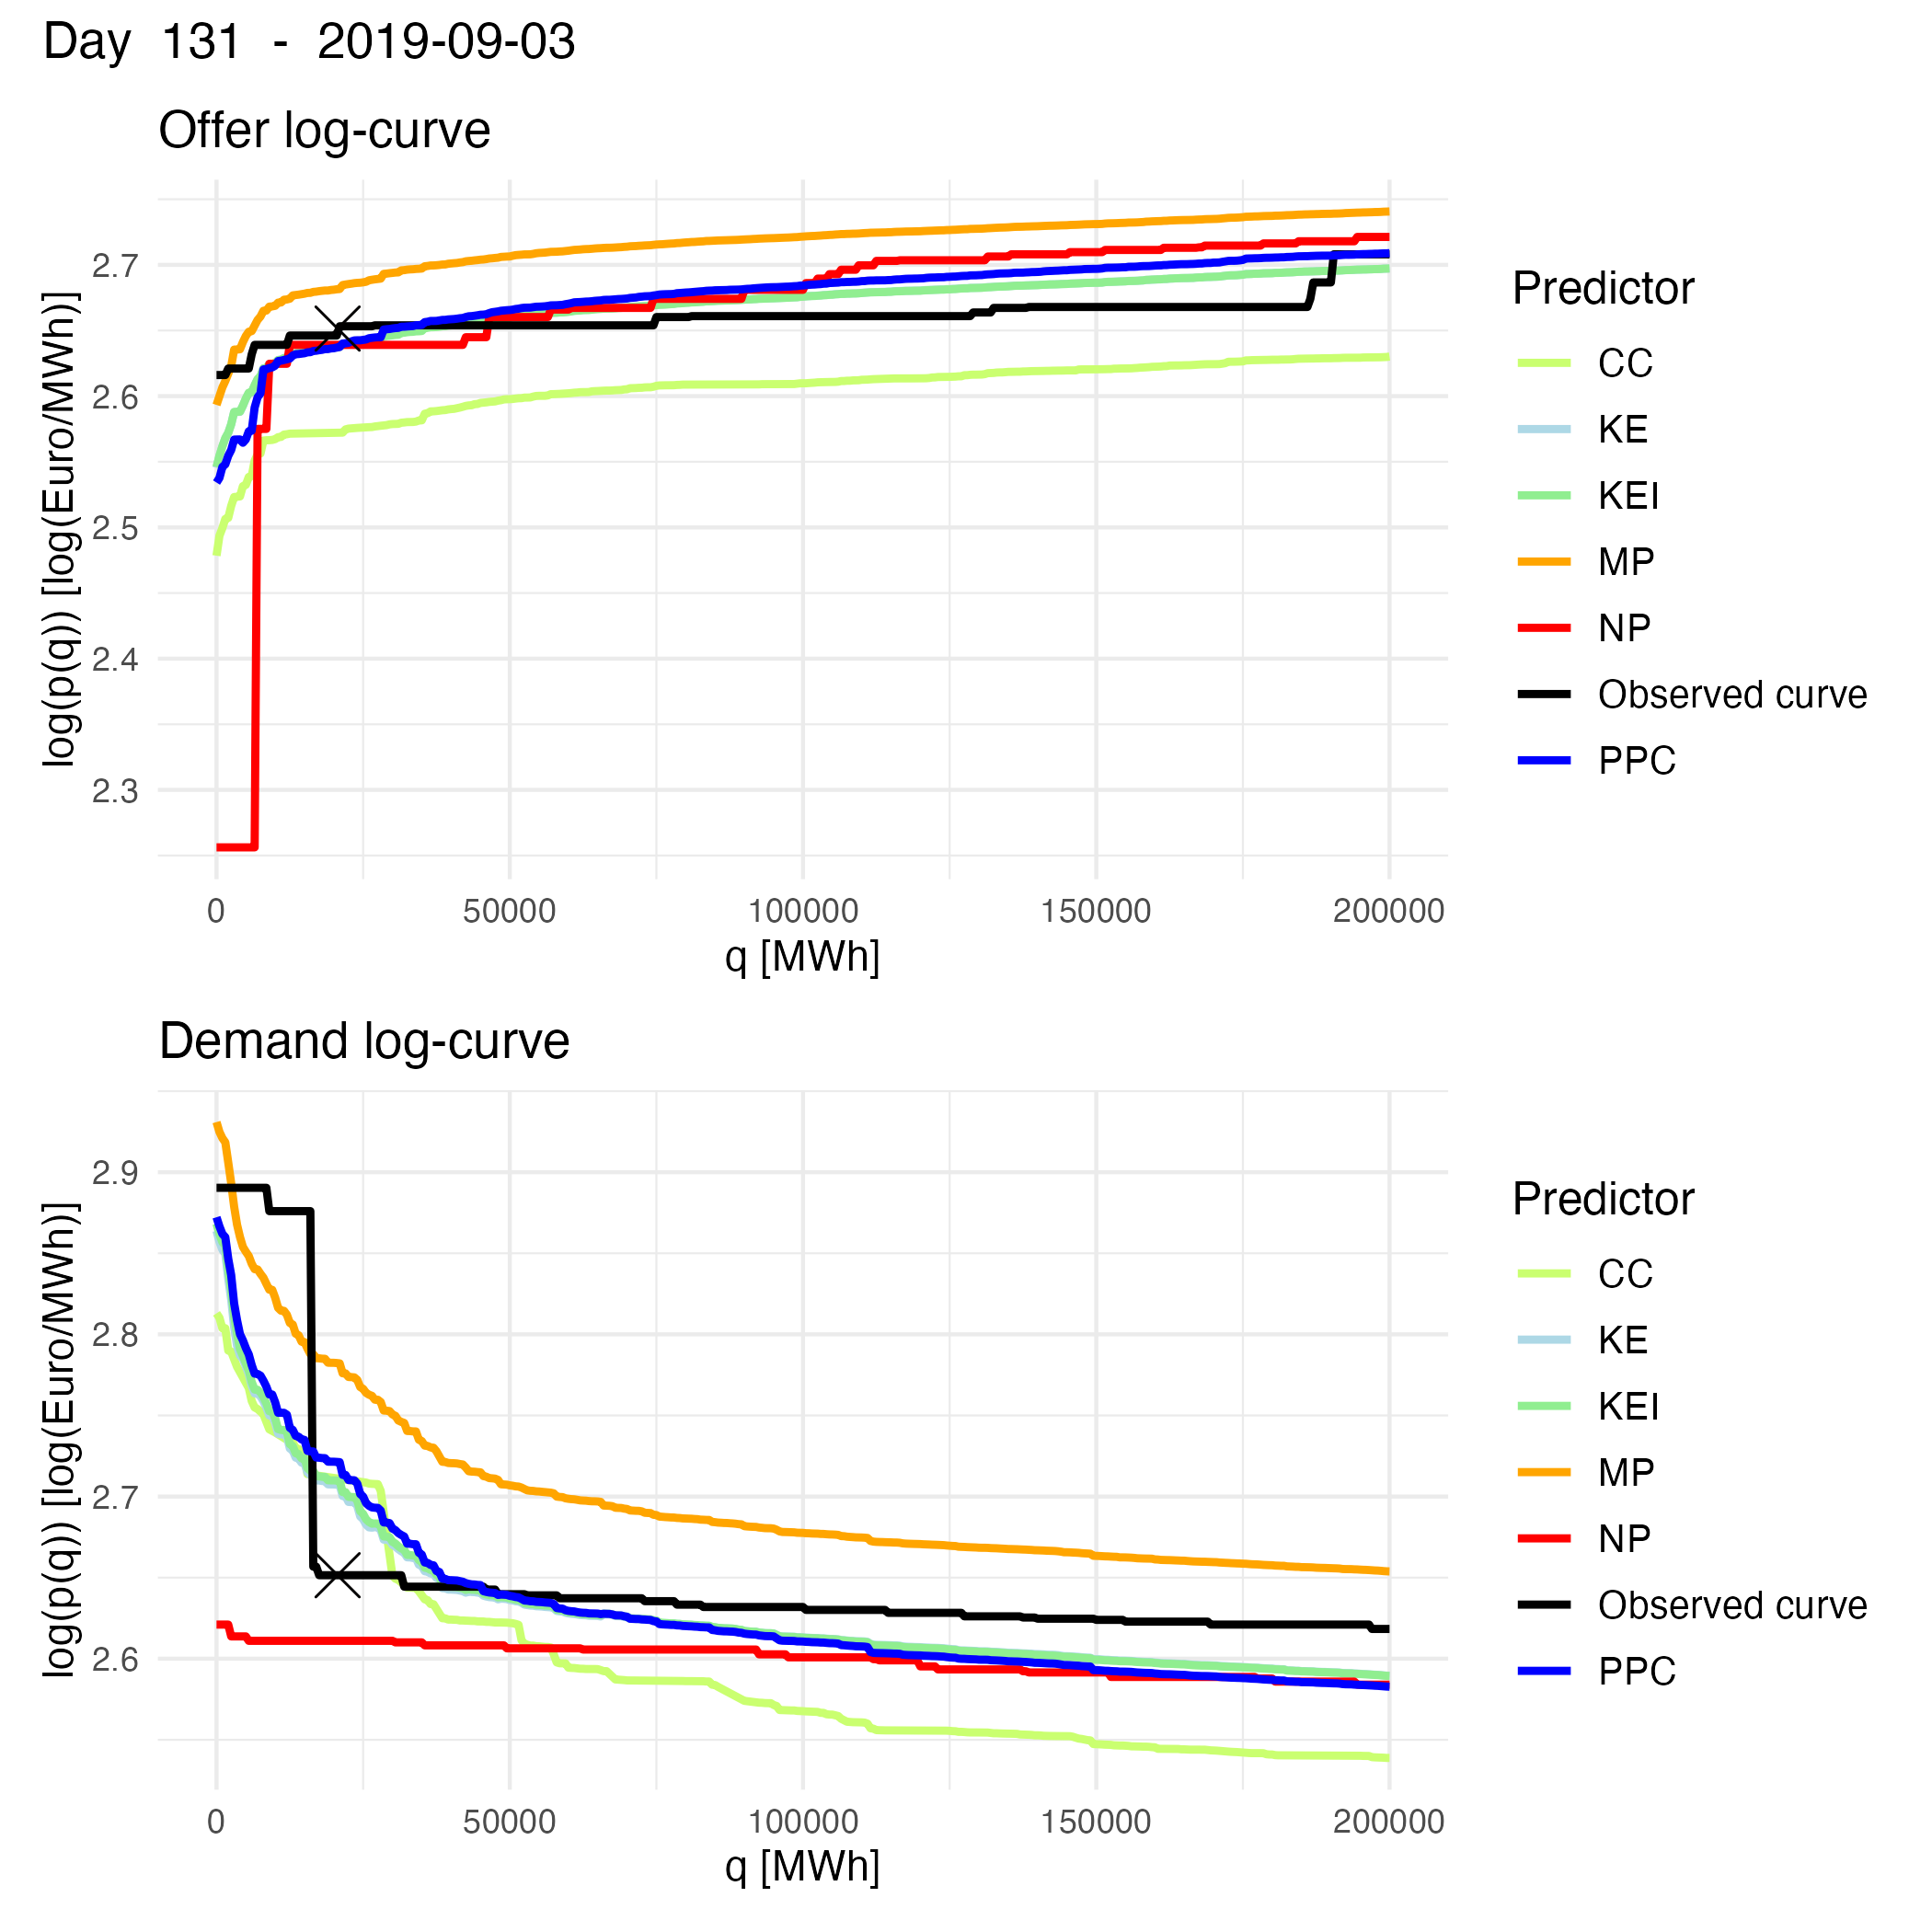 Day 131 - 2019-09-03
Offer log-curve
log(p(q)) [log(Euro/MWh)]
2.7
2.6
2.5
2.4
2.3
0 50000 100000 150000 200000
q [MWh]
Predictor
CC
KE
KEI
MP
NP
Observed curve
PPC
Demand log-curve
log(p(q)) [log(Euro/MWh)]
2.9
2.8
2.7
2.6
0 50000 100000 150000 200000
q [MWh]
Predictor
CC
KE
KEI
MP
NP
Observed curve
PPC